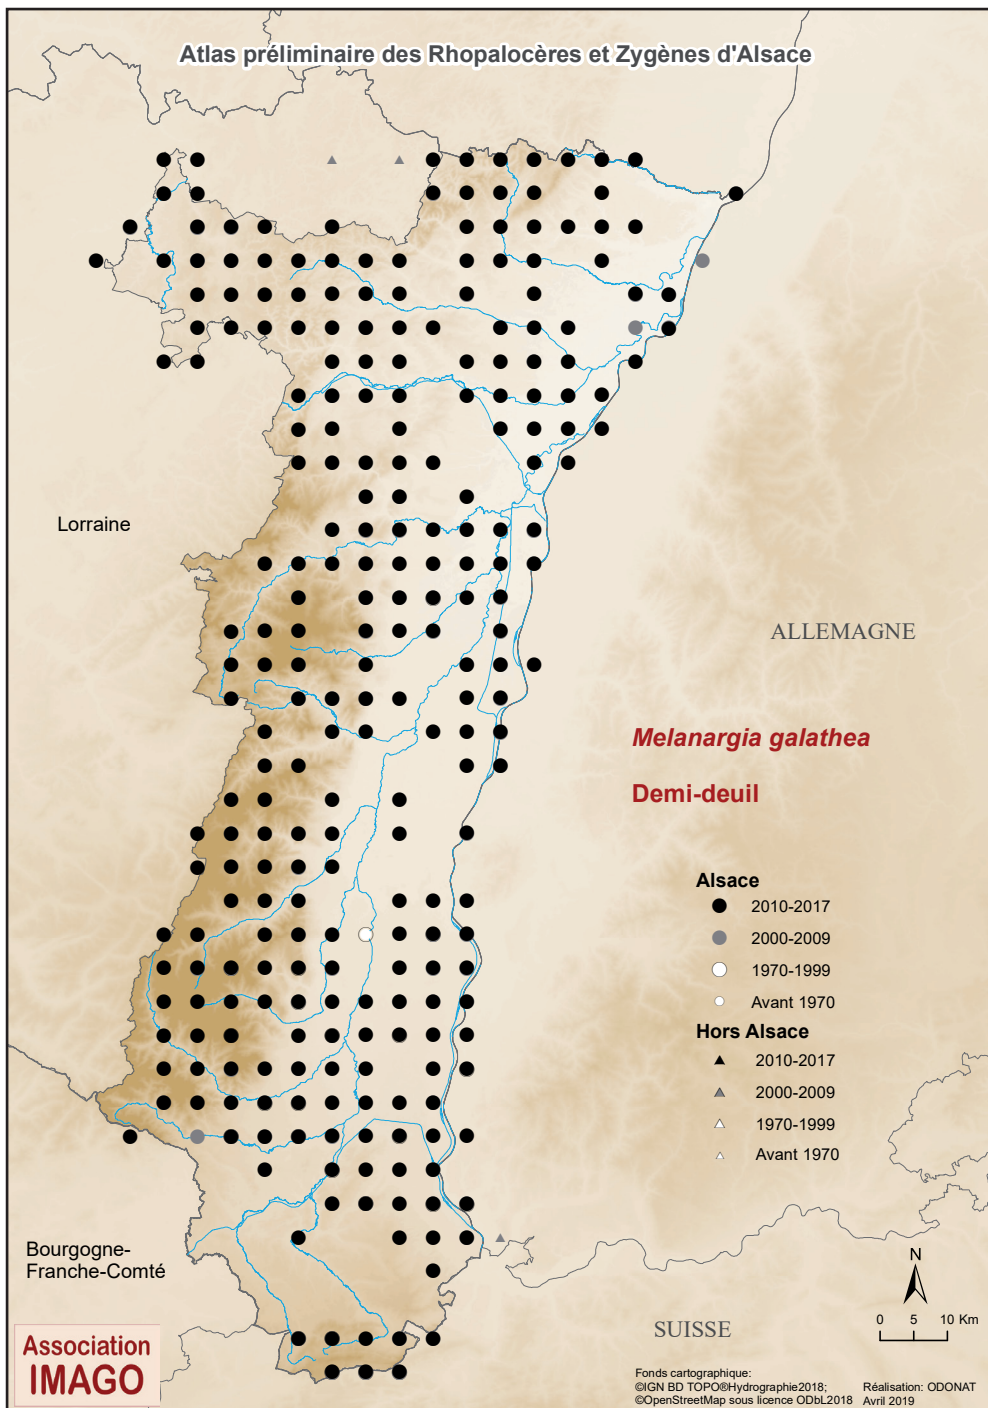 Atlas préliminaire des Rhopalocères et Zygènes d'Alsace
Lorraine
ALLEMAGNE
Melanargia galathea
Demi-deuil
Alsace
2010-2017
2000-2009
1970-1999
Avant 1970
Hors Alsace
2010-2017
2000-2009
1970-1999
Avant 1970
Bourgogne-
Franche-Comté
N
0 5 10 Km
SUISSE
Association
IMAGO
Fonds cartographique:
©IGN BD TOPO®Hydrographie2018;
©OpenStreetMap sous licence ODbL2018
Réalisation: ODONAT
Avril 2019